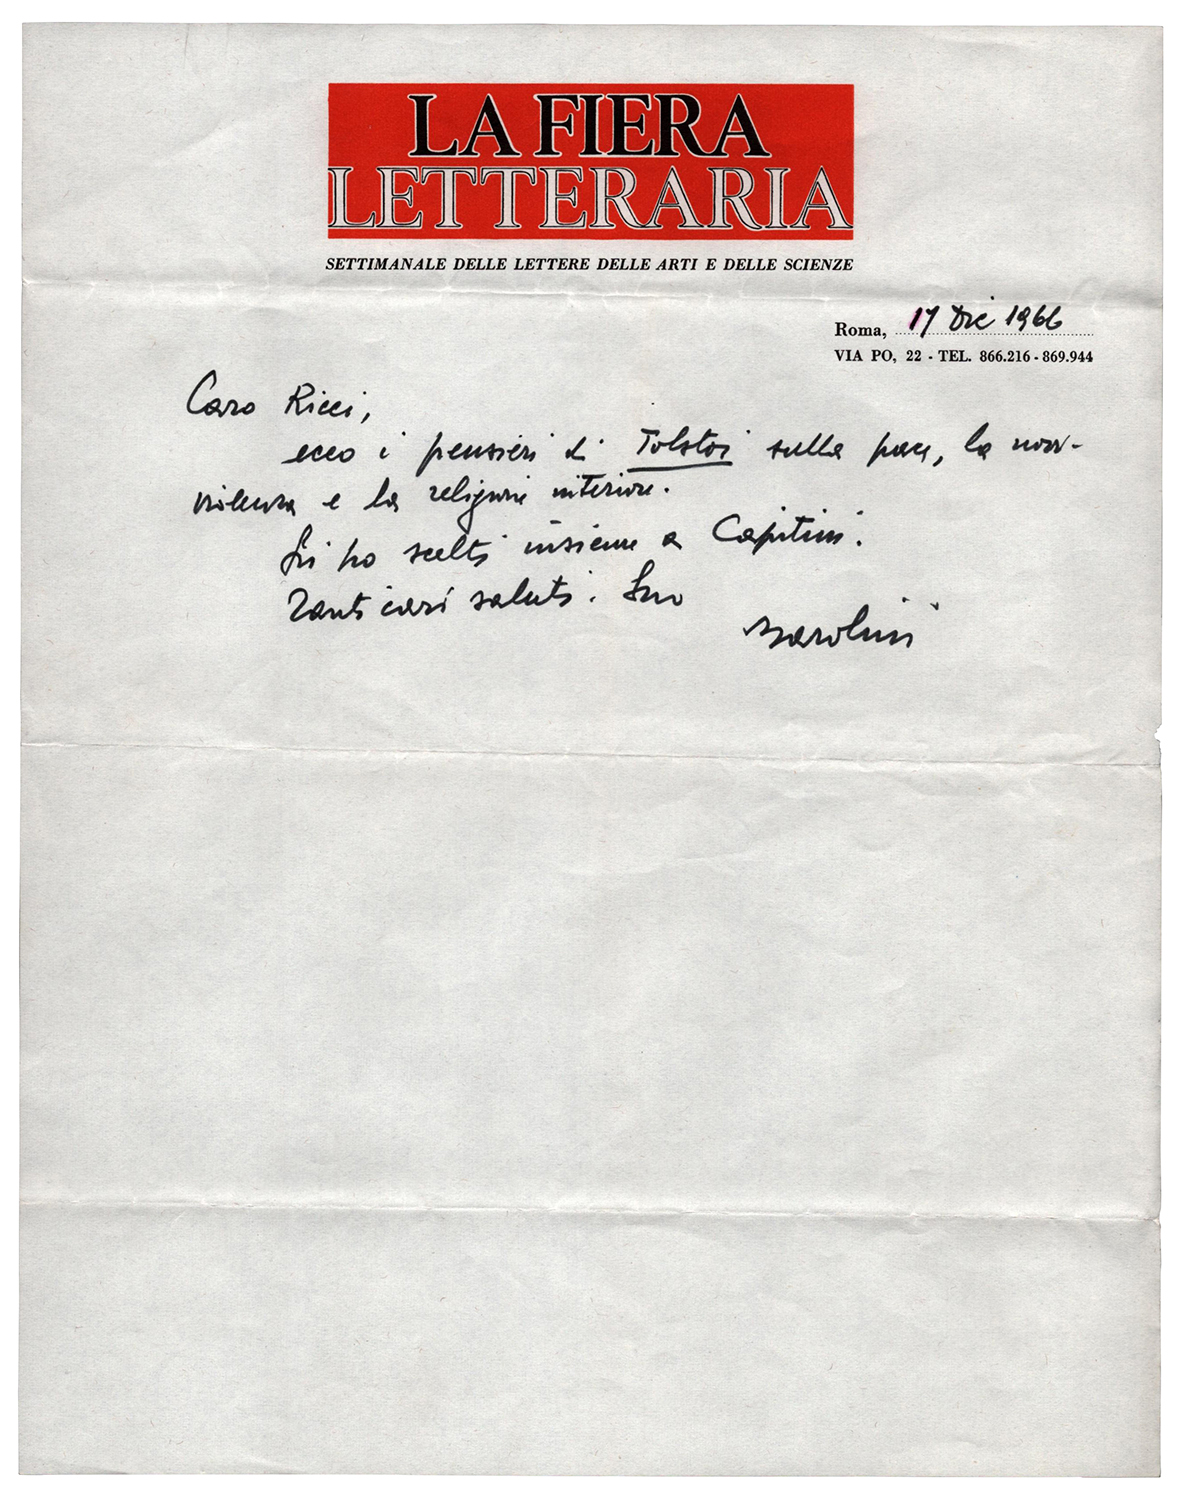 LA FIERA
LETTERARIA
SETTIMANALE DELLE LETTERE DELLE ARTI E DELLE SCIENZE
Roma, 17 Dic 1966
VIA PO, 22 - TEL. 866.216 - 869.944
Caro Ricci,
ecco i pensieri di Tolstoi sulla pace, la non-
violenza e la religione interiore.
Li ho scelti insieme a Capitini.
Tanti cari saluti. Suo
Barolini